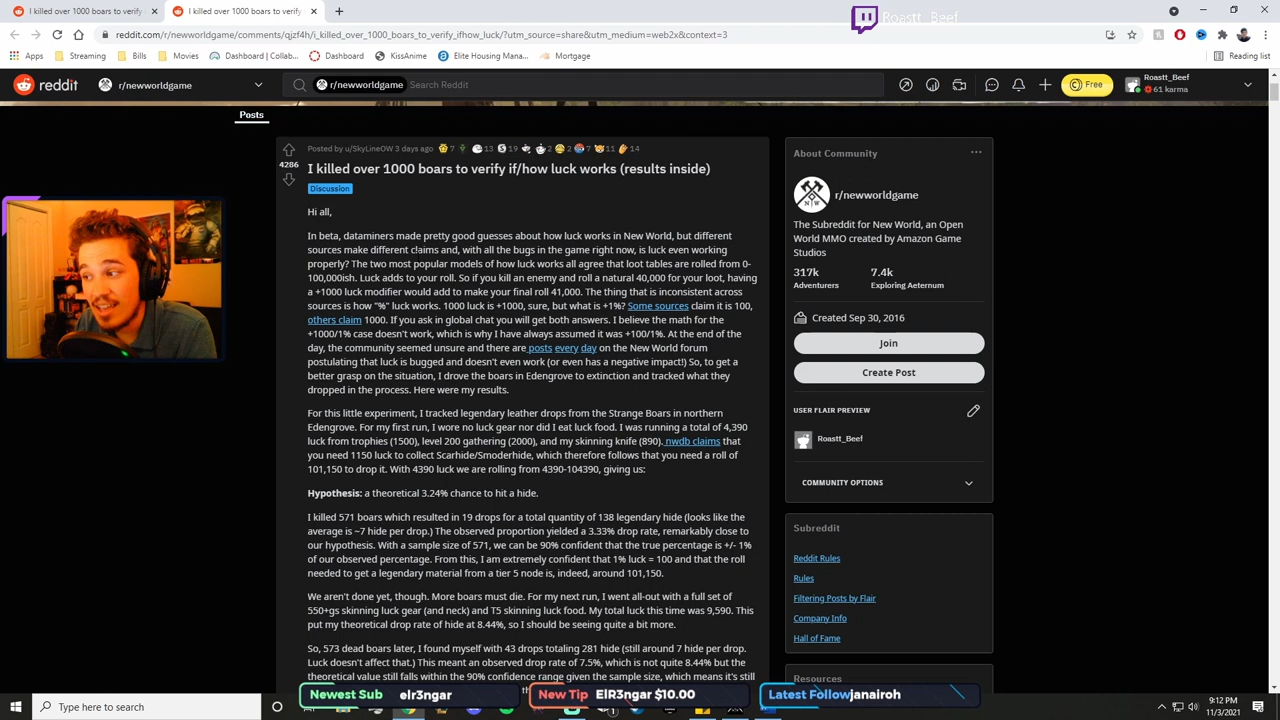 I killed over 1000 boars to verify
I killed over 1000 boars to verify
Roastt_Beef
reddit.com/r/newworldgame/comments/qjzf4h/i_killed_over_1000_boars_to_verify_ifhow_luck/?utm_source=share&utm_medium=web2x&context=3
Apps
Streaming
Bills
Movies
Dashboard | Collab...
Dashboard
KissAnime
Elite Housing Mana...
Mortgage
Reading list
reddit
r/newworldgame
r/newworldgame
Search Reddit
Free
Roastt_Beef
61 karma
Posts
Posted by u/SkyLineOW 3 days ago 7 13 19 2 2 7 11 14
4286
I killed over 1000 boars to verify if/how luck works (results inside)
Discussion
Hi all,
In beta, dataminers made pretty good guesses about how luck works in New World, but different
sources make different claims and, with all the bugs in the game right now, is luck even working
properly? The two most popular models of how luck works all agree that loot tables are rolled from 0-
100,000ish. Luck adds to your roll. So if you kill an enemy and roll a natural 40,000 for your loot, having
a +1000 luck modifier would add to make your final roll 41,000. The thing that is inconsistent across
sources is how "%" luck works. 1000 luck is +1000, sure, but what is +1%? Some sources claim it is 100,
others claim 1000. If you ask in global chat you will get both answers. I believe the math for the
+1000/1% case doesn't work, which is why I have always assumed it was +100/1%. At the end of the
day, the community seemed unsure and there are posts every day on the New World forum
postulating that luck is bugged and doesn't even work (or even has a negative impact!) So, to get a
better grasp on the situation, I drove the boars in Edengrove to extinction and tracked what they
dropped in the process. Here were my results.
For this little experiment, I tracked legendary leather drops from the Strange Boars in northern
Edengrove. For my first run, I wore no luck gear nor did I eat luck food. I was running a total of 4,390
luck from trophies (1500), level 200 gathering (2000), and my skinning knife (890). nwdb claims that
you need 1150 luck to collect Scarhide/Smoderhide, which therefore follows that you need a roll of
101,150 to drop it. With 4390 luck we are rolling from 4390-104390, giving us:
Hypothesis: a theoretical 3.24% chance to hit a hide.
I killed 571 boars which resulted in 19 drops for a total quantity of 138 legendary hide (looks like the
average is ~7 hide per drop.) The observed proportion yielded a 3.33% drop rate, remarkably close to
our hypothesis. With a sample size of 571, we can be 90% confident that the true percentage is +/- 1%
of our observed percentage. From this, I am extremely confident that 1% luck = 100 and that the roll
needed to get a legendary material from a tier 5 node is, indeed, around 101,150.
We aren't done yet, though. More boars must die. For my next run, I went all-out with a full set of
550+gs skinning luck gear (and neck) and T5 skinning luck food. My total luck this time was 9,590. This
put my theoretical drop rate of hide at 8.44%, so I should be seeing quite a bit more.
So, 573 dead boars later, I found myself with 43 drops totaling 281 hide (still around 7 hide per drop.
Luck doesn't affect that.) This meant an observed drop rate of 7.5%, which is not quite 8.44% but the
theoretical value still falls within the 90% confidence range given the sample size, which means it's still
About Community
r/newworldgame
The Subreddit for New World, an Open
World MMO created by Amazon Game
Studios
317k
Adventurers
7.4k
Exploring Aeternum
Created Sep 30, 2016
Join
Create Post
USER FLAIR PREVIEW
Roastt_Beef
COMMUNITY OPTIONS
Subreddit
Reddit Rules
Rules
Filtering Posts by Flair
Company Info
Hall of Fame
Resources
Newest Sub elr3ngar
New Tip ElR3ngar $10.00
Latest Follow janairoh
Type here to search
9:12 PM
11/3/2021